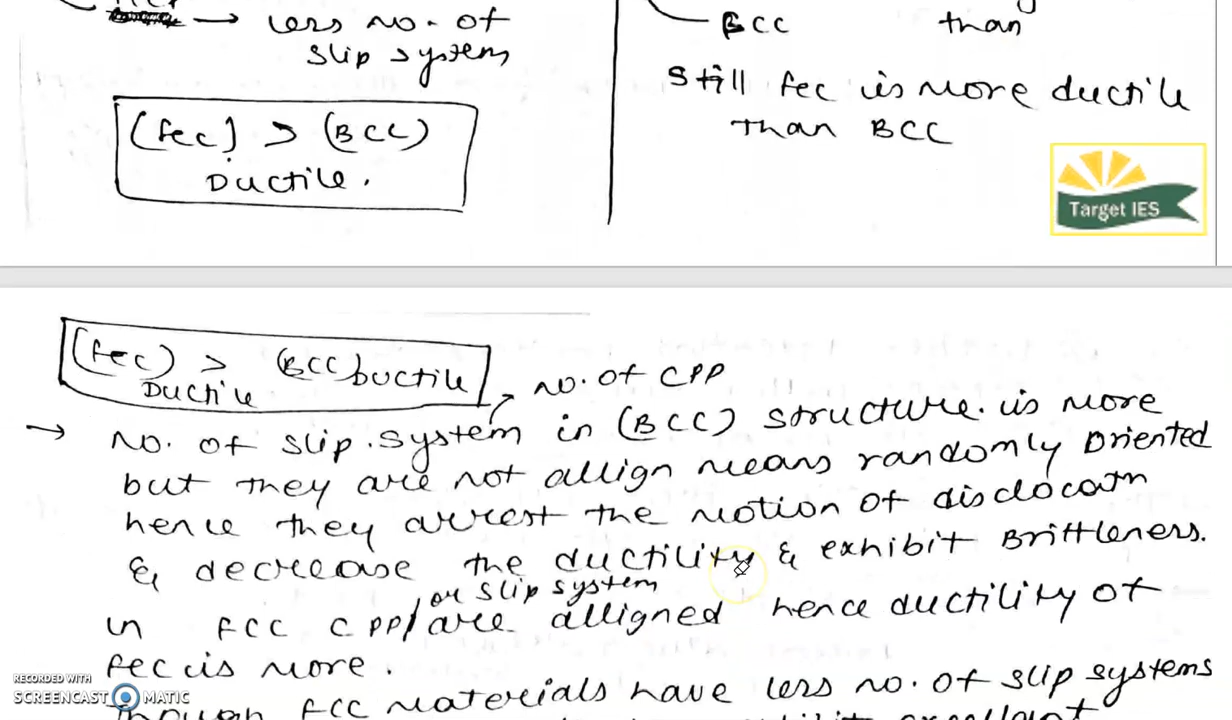 → Less no. of
slip system
(fcc) > (BCC)
Ductile.
BCC than
Still fcc is more ductile
than BCC
Target IES
(fcc) > (BCC) Ductile
Ductile
no. of CPP
→ no. of slip system in (BCC) structure. is more
but they are not allign means randomly oriented
hence they arrest the motion of
& decrease the ductility & exhibit Brittleness.
or slip system
in FCC CPP/are alligned hence ductility of
fcc is more.
FCC materials have less no. of slip systems
RECORDED WITH
SCREENCAST MATIC